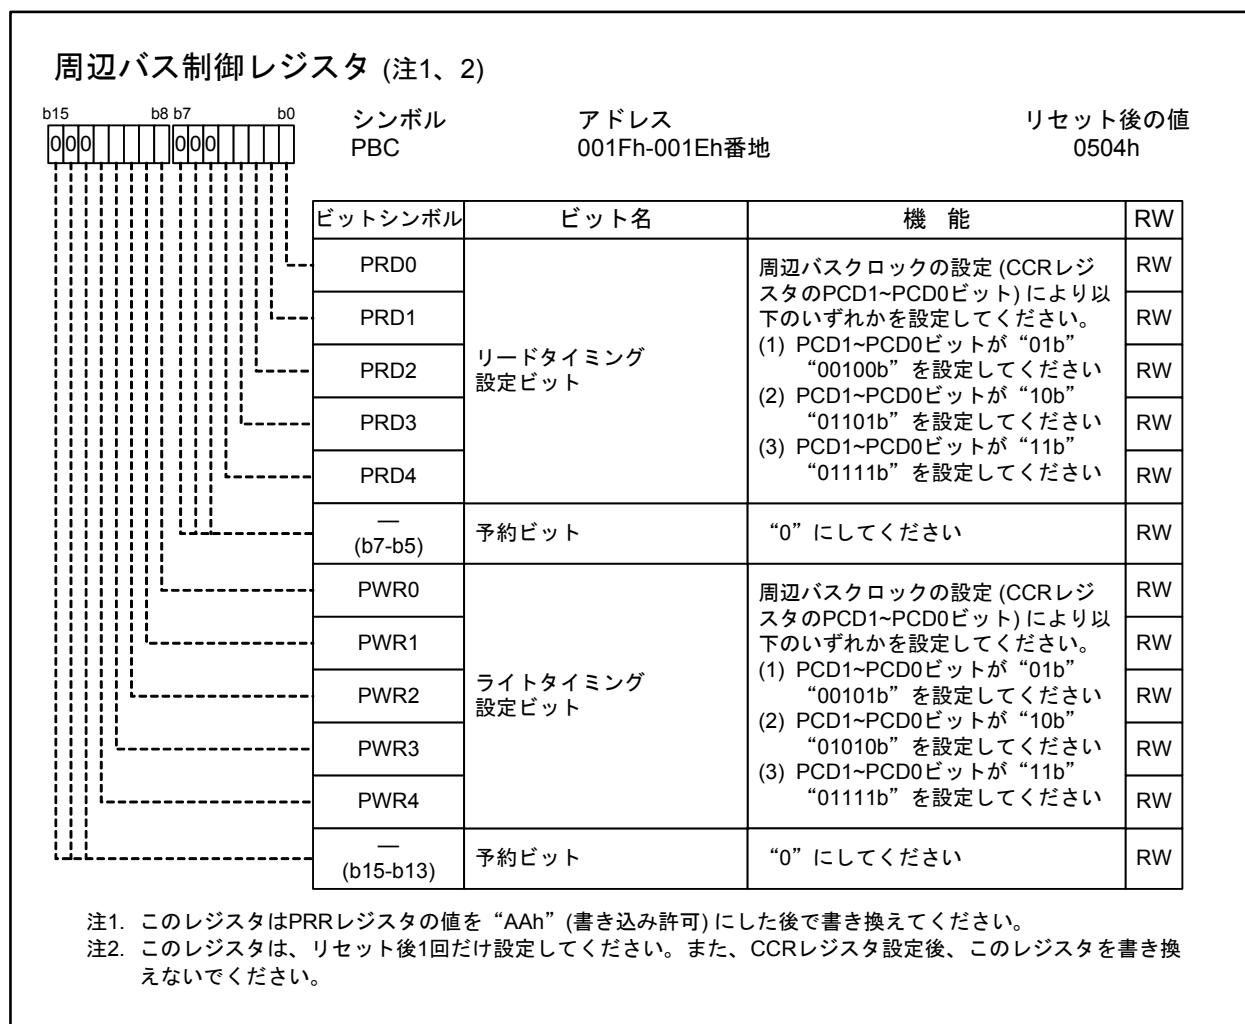 周辺バス制御レジスタ (注1、2)
b15 b8 b7 b0
000 000
シンボル アドレス リセット後の値
PBC 001Fh-001Eh番地 0504h
ビットシンボル ビット名 機 能 RW
PRD0 RW
PRD1 RW
PRD2 RW
PRD3 RW
PRD4 RW
リードタイミング
設定ビット
周辺バスクロックの設定 (CCRレジ
スタのPCD1~PCD0ビット) により以
下のいずれかを設定してください。
(1) PCD1~PCD0ビットが“01b”
“00100b” を設定してください
(2) PCD1~PCD0ビットが“10b”
“01101b” を設定してください
(3) PCD1~PCD0ビットが“11b”
“01111b” を設定してください
—
(b7-b5) 予約ビット “0” にしてください RW
PWR0 RW
PWR1 RW
PWR2 RW
PWR3 RW
PWR4 RW
ライトタイミング
設定ビット
周辺バスクロックの設定 (CCRレジ
スタのPCD1~PCD0ビット) により以
下のいずれかを設定してください。
(1) PCD1~PCD0ビットが“01b”
“00101b” を設定してください
(2) PCD1~PCD0ビットが“10b”
“01010b” を設定してください
(3) PCD1~PCD0ビットが“11b”
“01111b” を設定してください
—
(b15-b13) 予約ビット “0” にしてください RW
注1. このレジスタはPRRレジスタの値を “AAh” (書き込み許可) にした後で書き換えてください。
注2. このレジスタは、リセット後1回だけ設定してください。また、CCRレジスタ設定後、このレジスタを書き換
えないでください。